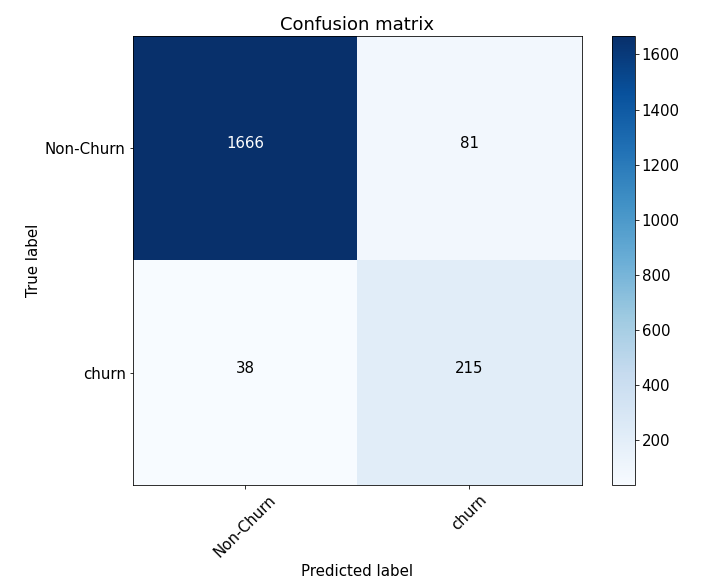 Confusion matrix
Non-Churn
1666
81
churn
38
215
True label
Non-Churn
churn
Predicted label
1600
1400
1200
1000
800
600
400
200